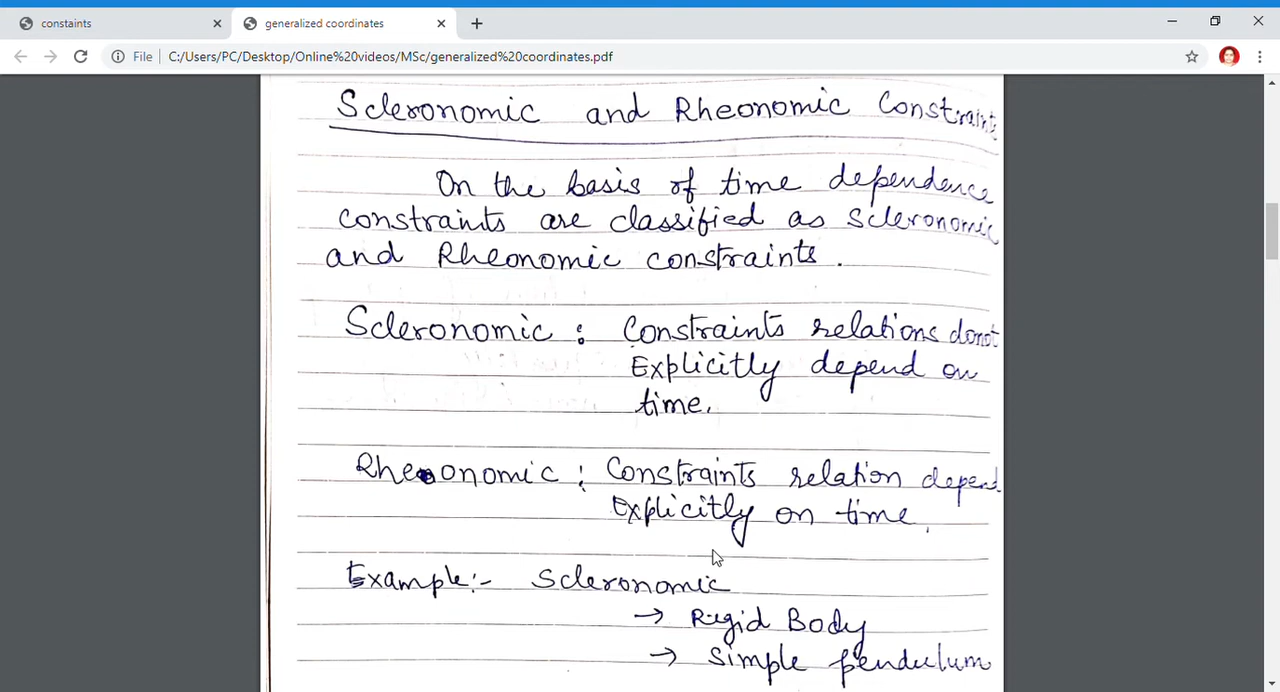 constaints
generalized coordinates
File C:/Users/PC/Desktop/Online%20videos/MSc/generalized%20coordinates.pdf
Scleronomic and Rheonomic Constraints
On the basis of time dependence
constraints are classified as Scleronomic
and Rheonomic constraints.
Scleronomic : Constraints relations donot
Explicitly depend on
time.
Rheonomic : Constraints relation depend
Explicitly on time.
Example:- Scleronomic
→ Rigid Body
→ Simple pendulum